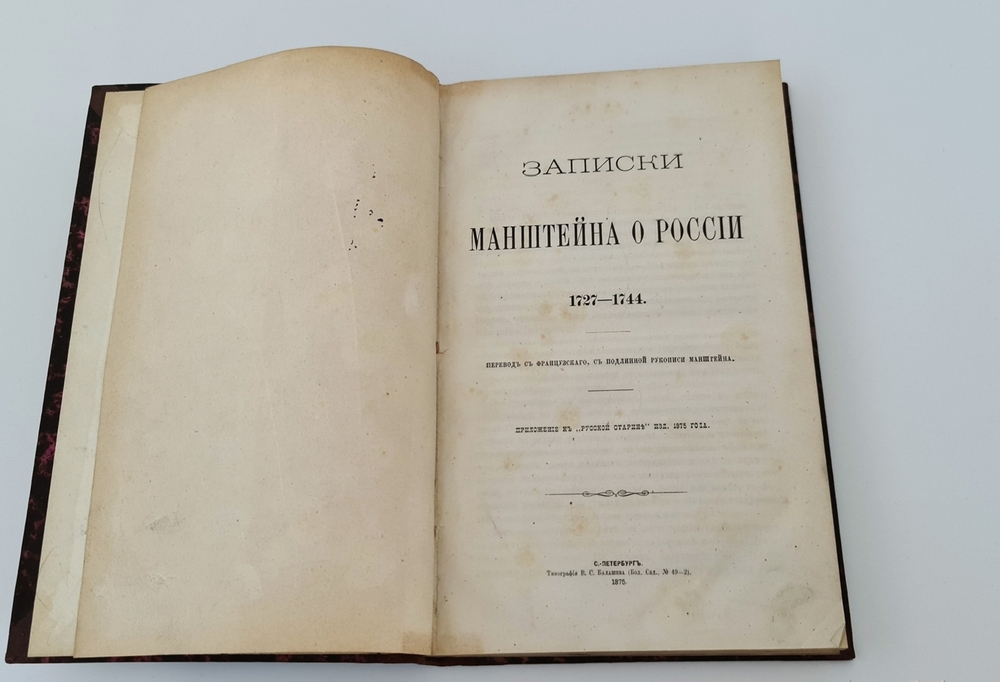 ЗАПИСКИ
МАНШТЕЙНА О РОССІИ
1727—1744.
ПЕРЕВОДЪ СЪ ФРАНЦУЗСКАГО, СЪ ПОДЛИННОЙ РУКОПИСИ МАНШТЕЙНА.
ПРИЛОЖЕНІЕ КЪ „РУССКОЙ СТАРИНѢ" ИЗД. 1875 ГОДА.
С.-ПЕТЕРБУРГЪ.
Типографія В. С. Балашева (Бол. Сад., № 49—2).
1875.